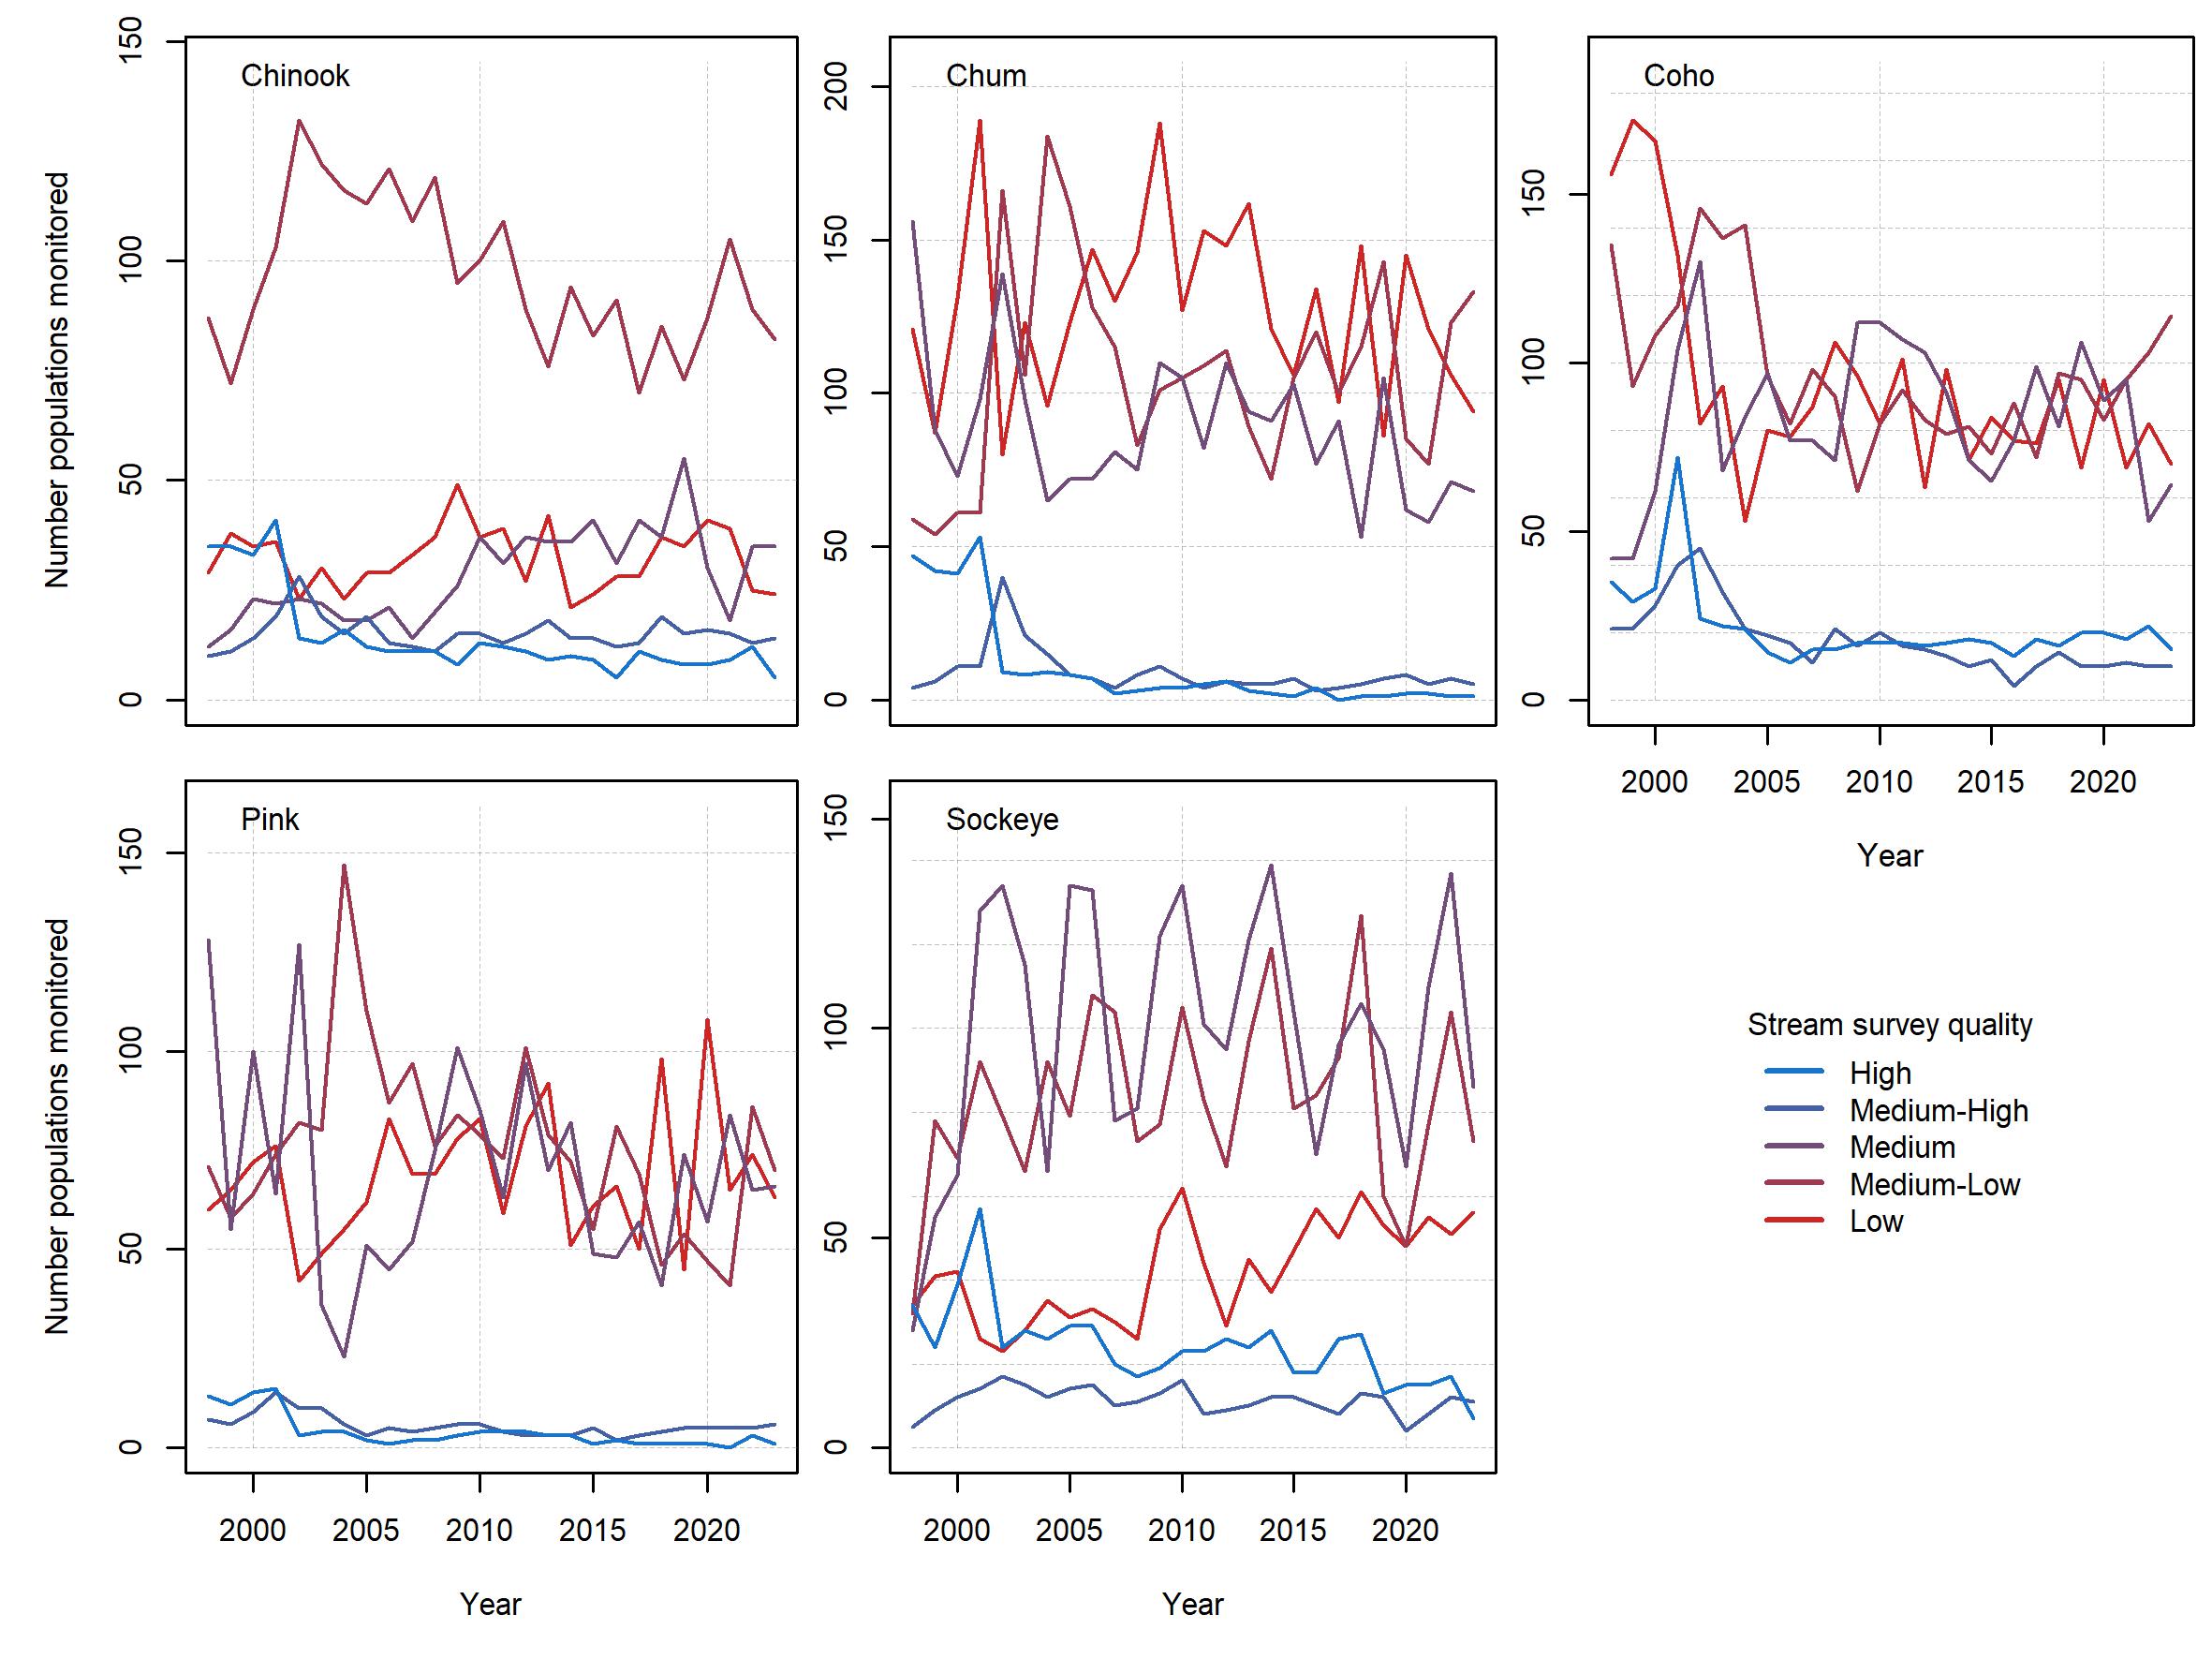 Chinook
Number populations monitored
0
50
100
150
Chum
0
50
100
150
200
Coho
0
50
100
150
2000 2005 2010 2015 2020
Year
Pink
Number populations monitored
0
50
100
150
2000 2005 2010 2015 2020
Year
Sockeye
0
50
100
150
2000 2005 2010 2015 2020
Year
Stream survey quality
High
Medium-High
Medium
Medium-Low
Low